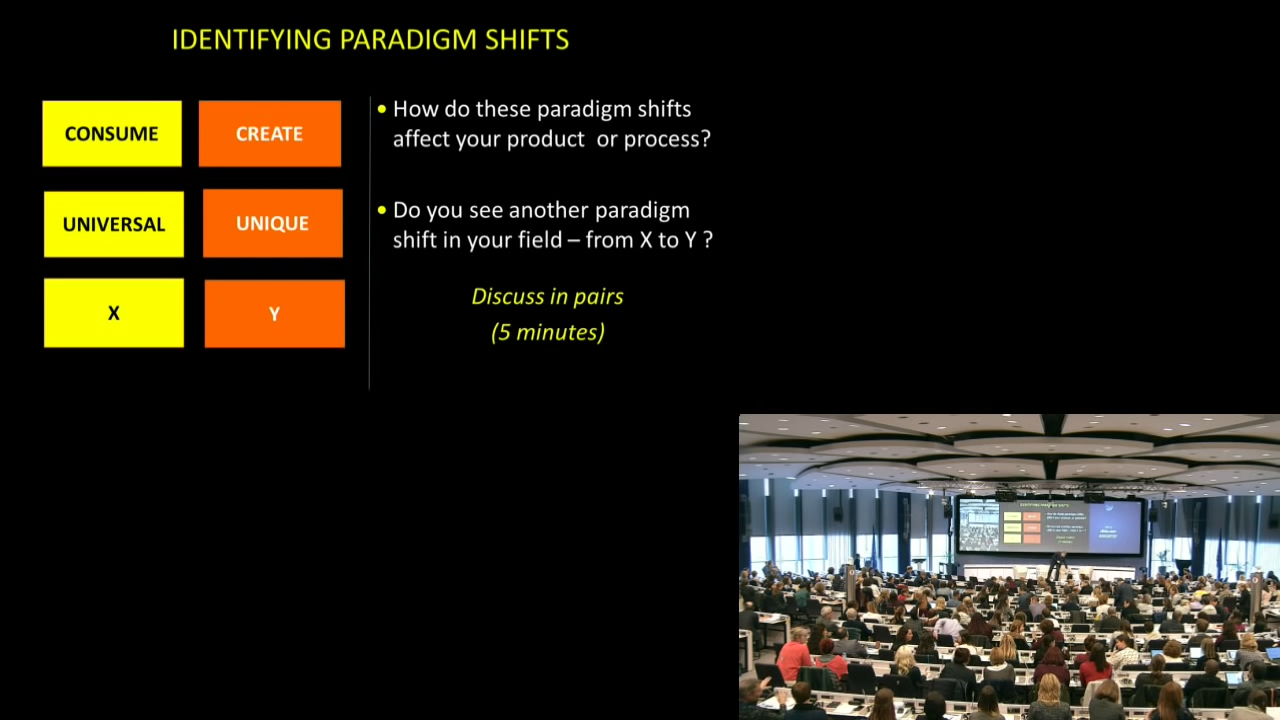 IDENTIFYING PARADIGM SHIFTS
CONSUME
CREATE
UNIVERSAL
UNIQUE
X
Y
• How do these paradigm shifts
affect your product or process?
• Do you see another paradigm
shift in your field – from X to Y ?
Discuss in pairs
(5 minutes)